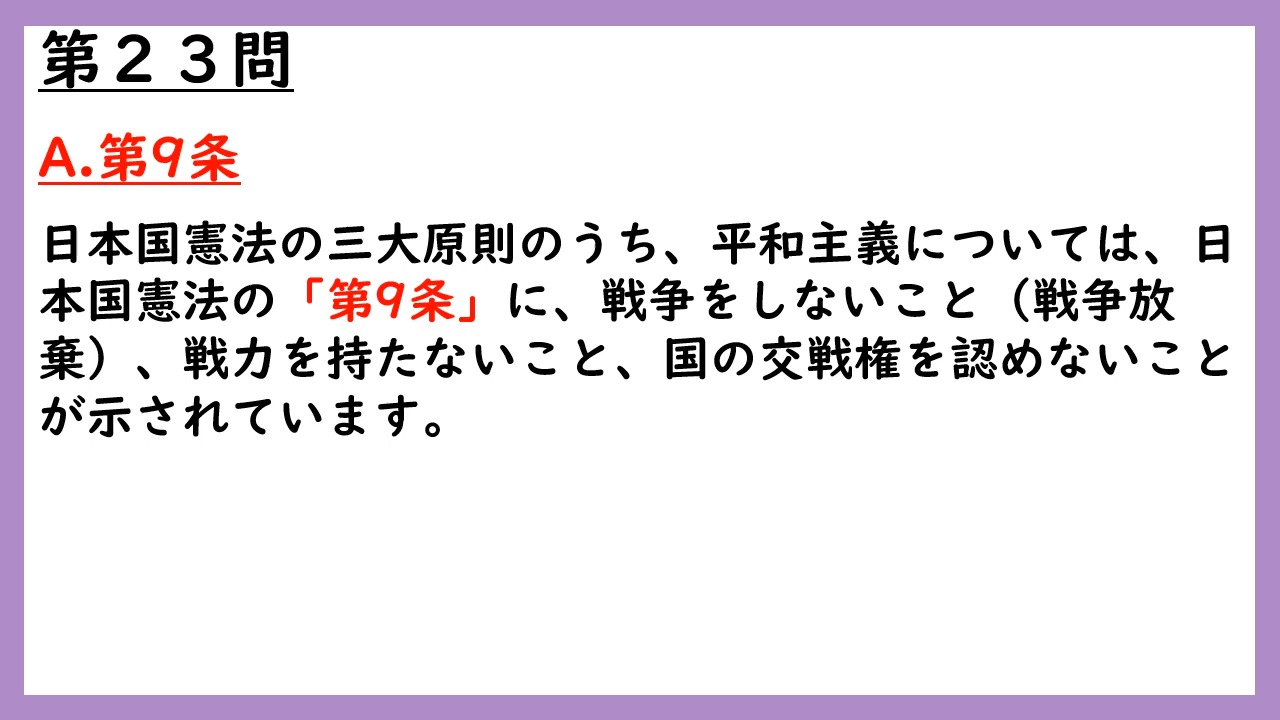 第２３問
A.第9条
日本国憲法の三大原則のうち、平和主義については、日
本国憲法の「第9条」に、戦争をしないこと（戦争放
棄）、戦力を持たないこと、国の交戦権を認めないこと
が示されています。